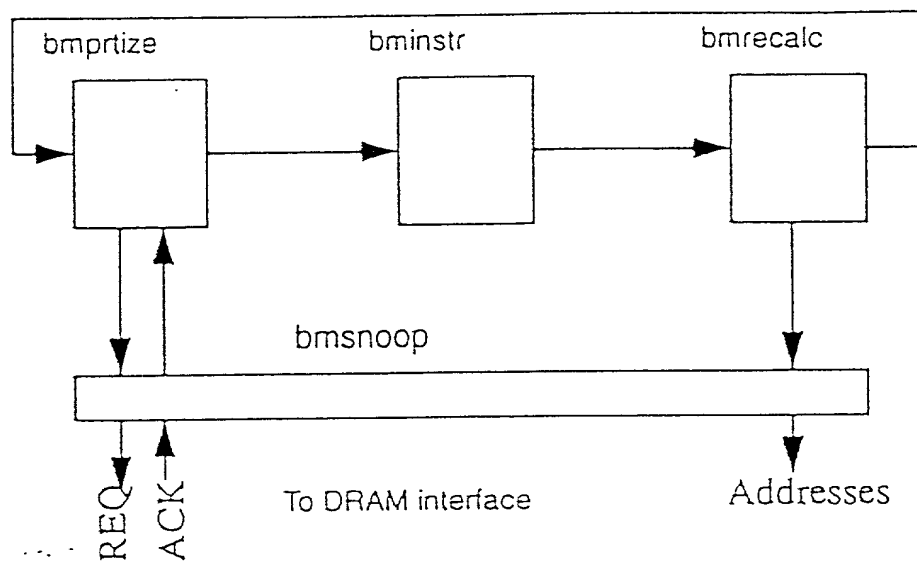 bmprtize
bminstr
bmrecalc
bmsnoop
REQ
ACK
To DRAM interface
Addresses